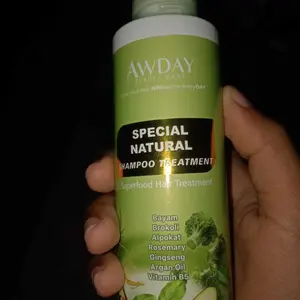 AWDAY
SPECIAL
NATURAL
SHAMPOO TREATMENT
Superfood Hair Treatment
Bayam
Brokoli
Alpokat
Rosemary
Gingseng
Argan Oil
Vitamin B5